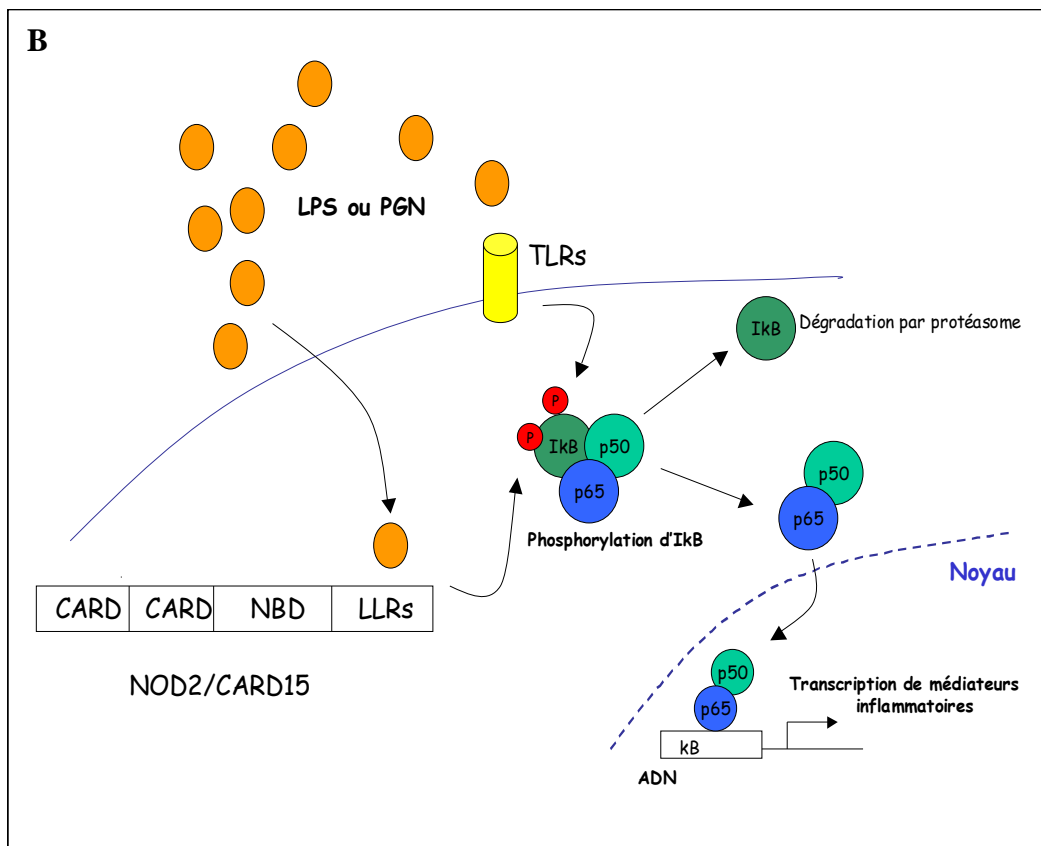 B
LPS ou PGN
TLRs
IkB
Dégradation par protéasome
P
P
IkB
p50
p65
p50
p65
Phosphorylation d'IkB
Noyau
CARD
CARD
NBD
LLRs
NOD2/CARD15
p50
p65
Transcription de médiateurs
inflammatoires
kB
ADN